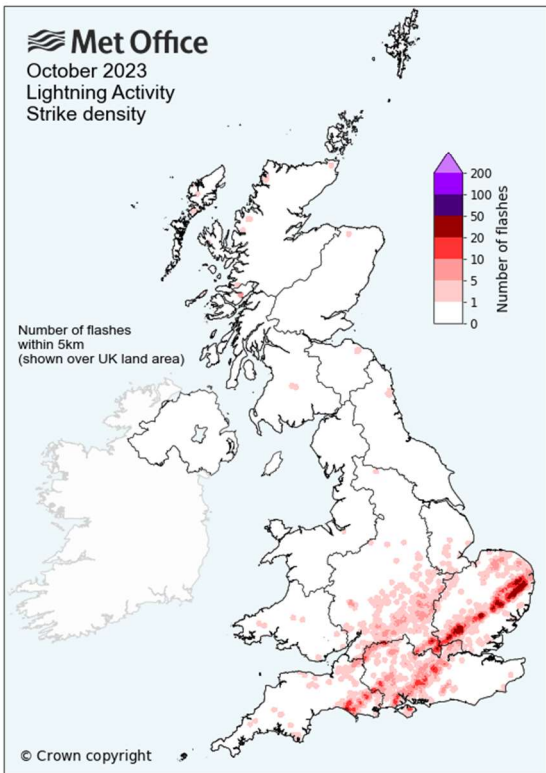 Met Office
October 2023
Lightning Activity
Strike density
200
100
50
20
10
5
1
0
Number of flashes
Number of flashes
within 5km
(shown over UK land area)
© Crown copyright